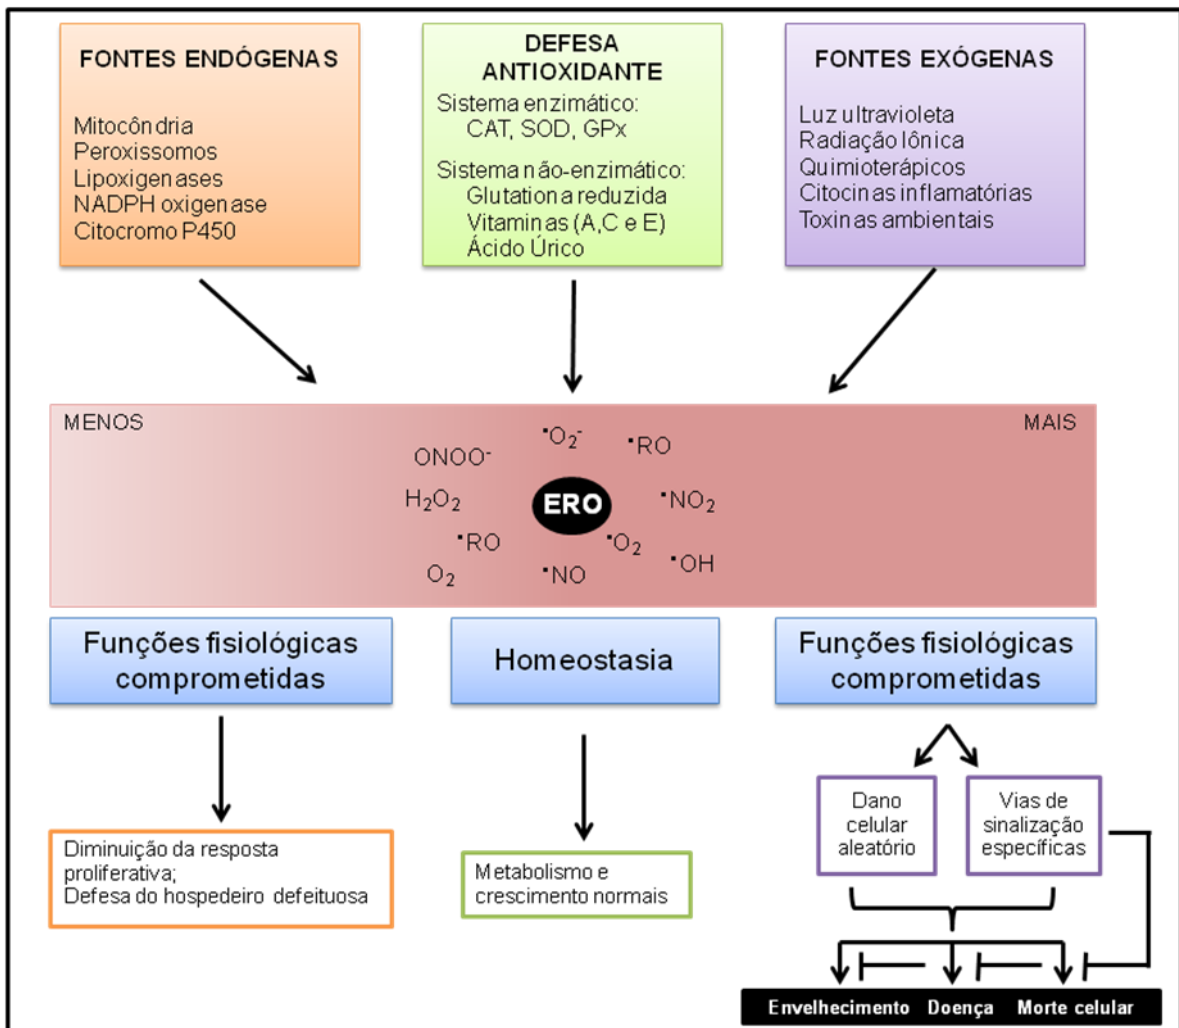 FONTES ENDÓGENAS
Mitocôndria
Peroxissomos
Lipoxigenases
NADPH oxigenase
Citocromo P450
DEFESA
ANTIOXIDANTE
Sistema enzimático:
CAT, SOD, GPx
Sistema não-enzimático:
Glutationa reduzida
Vitaminas (A,C e E)
Ácido Úrico
FONTES EXÓGENAS
Luz ultravioleta
Radiação Iônica
Quimioterápicos
Citocinas inflamatórias
Toxinas ambientais
MENOS
MAIS
ONOO⁻
H₂O₂
•RO
O₂
•O₂⁻
ERO
•NO
•RO
•NO₂
•O₂
•OH
Funções fisiológicas
comprometidas
Homeostasia
Funções fisiológicas
comprometidas
Diminuição da resposta
proliferativa;
Defesa do hospedeiro defeituosa
Metabolismo e
crescimento normais
Dano
celular
aleatório
Vias de
sinalização
específicas
Envelhecimento Doença Morte celular